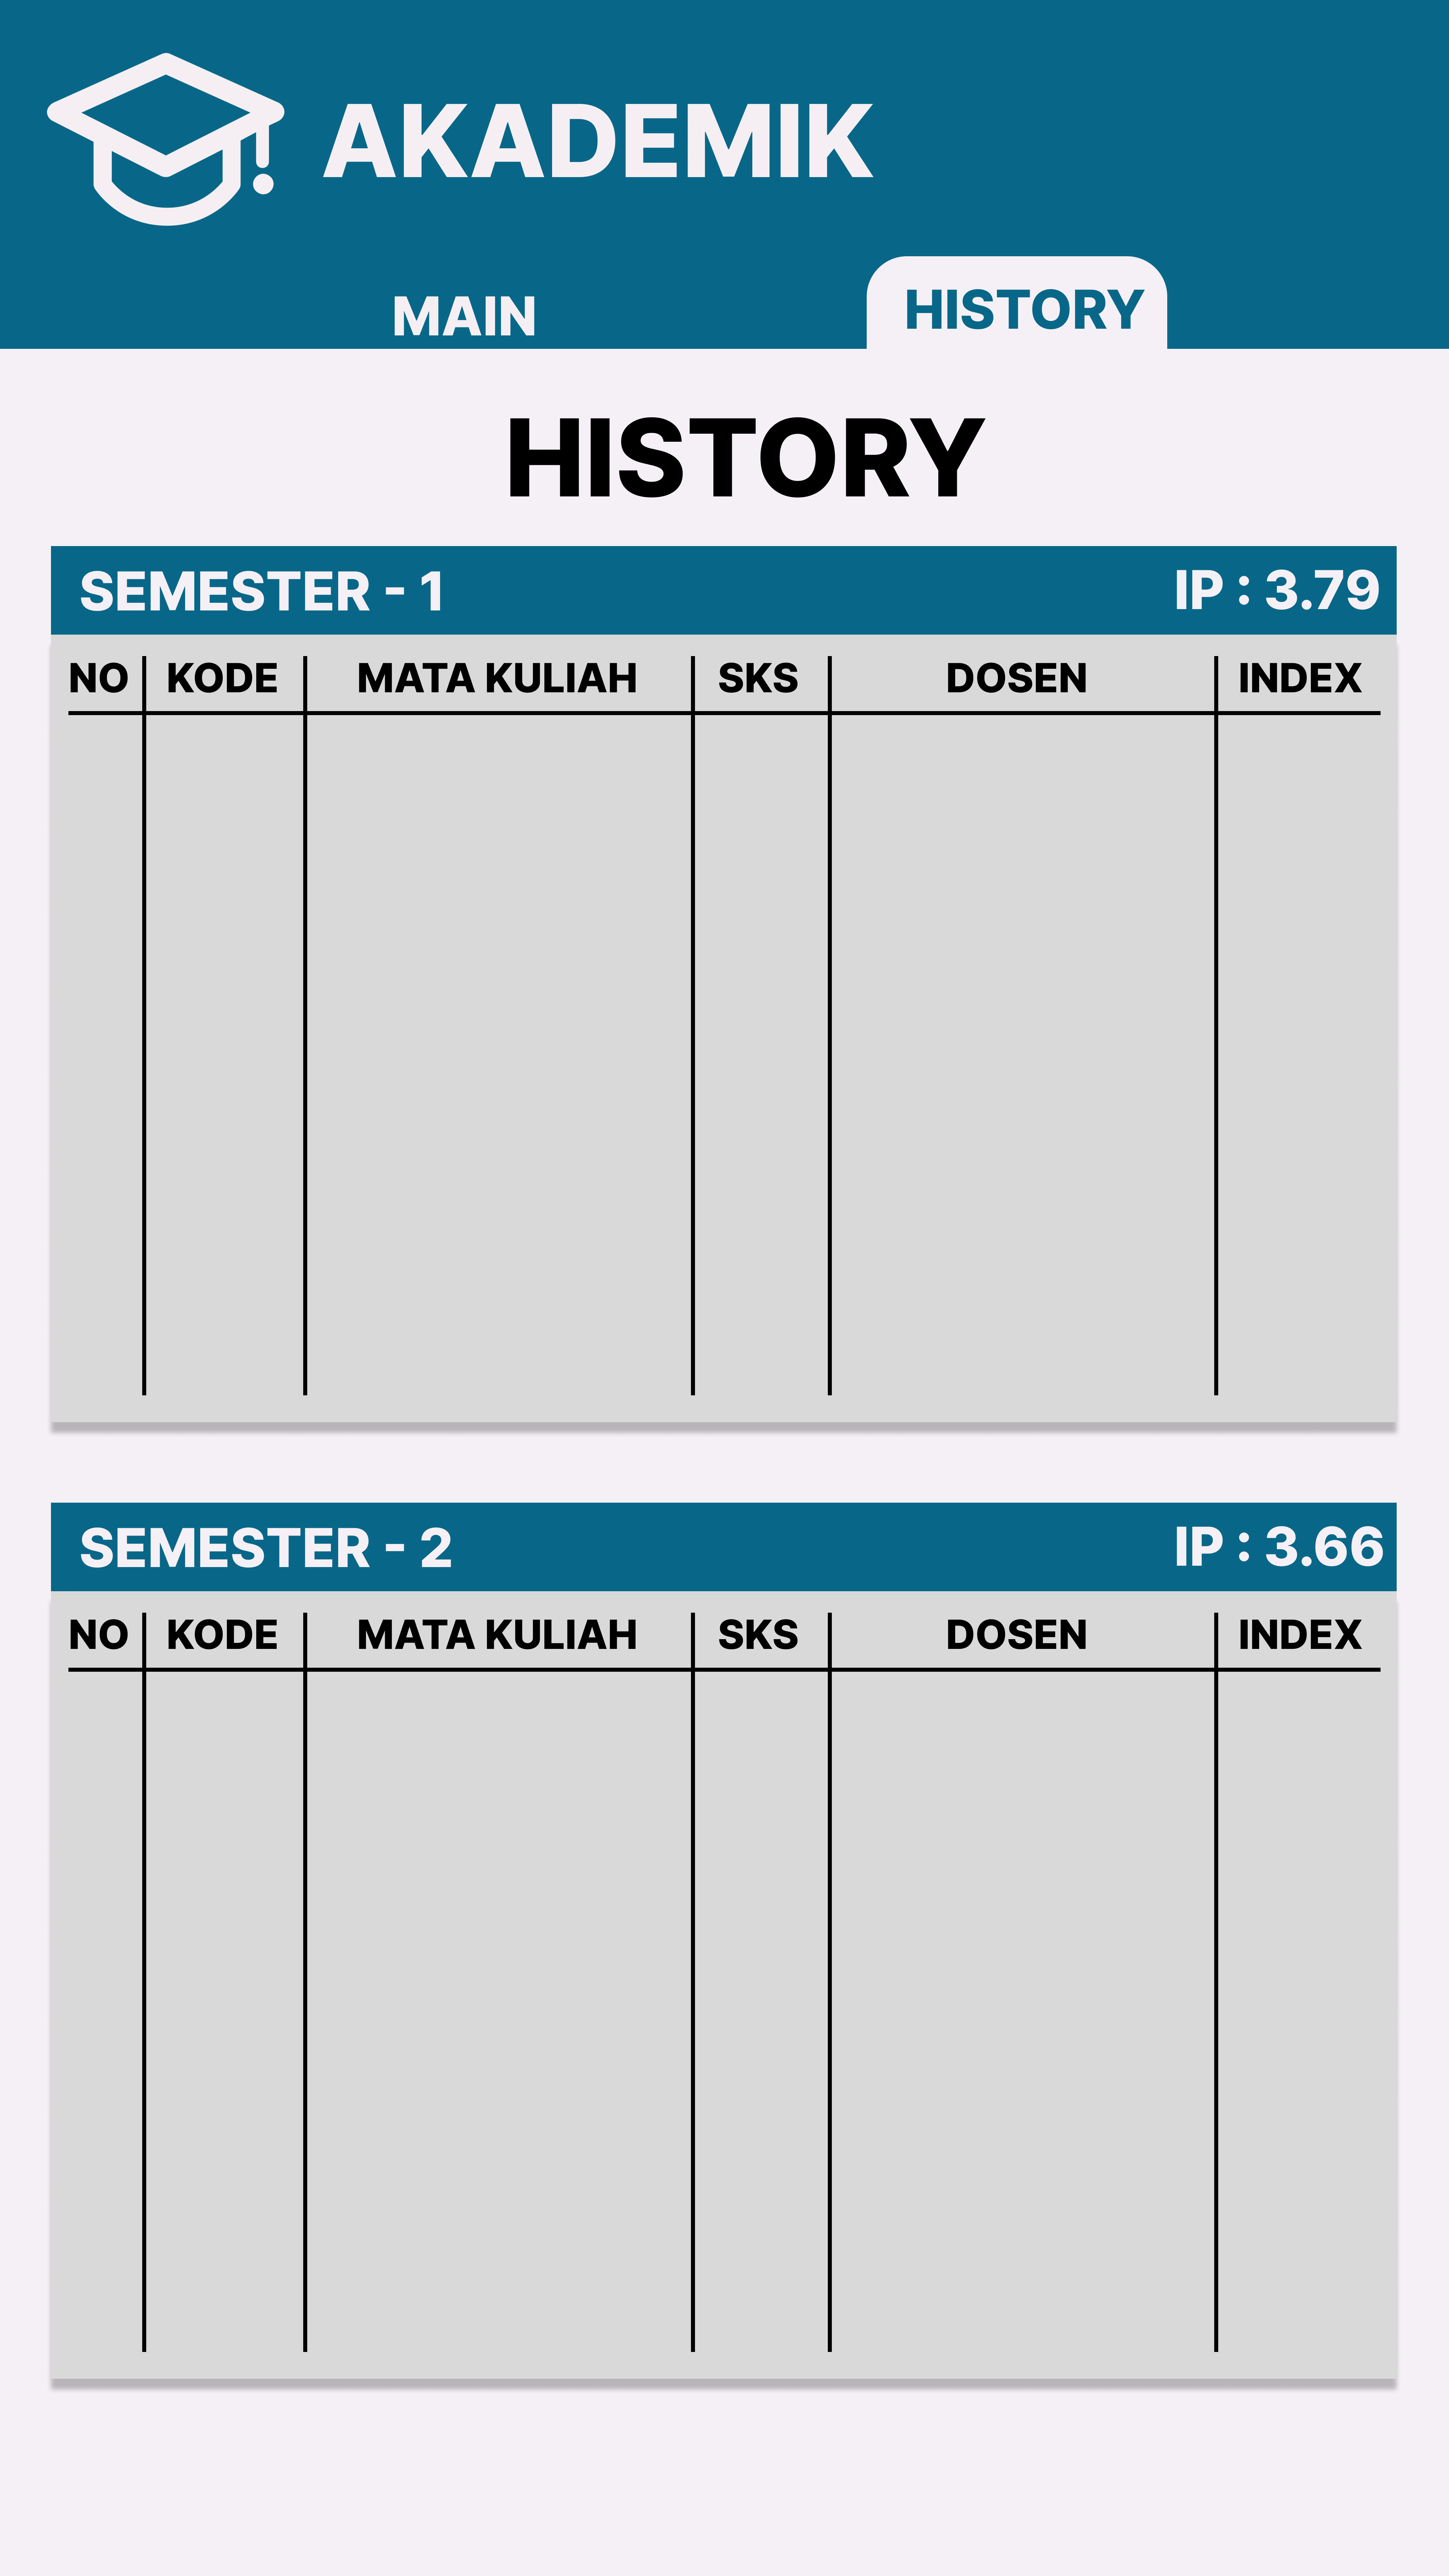 AKADEMIK
MAIN HISTORY
HISTORY
SEMESTER - 1 IP : 3.79
NO KODE MATA KULIAH SKS DOSEN INDEX
SEMESTER - 2 IP : 3.66
NO KODE MATA KULIAH SKS DOSEN INDEX